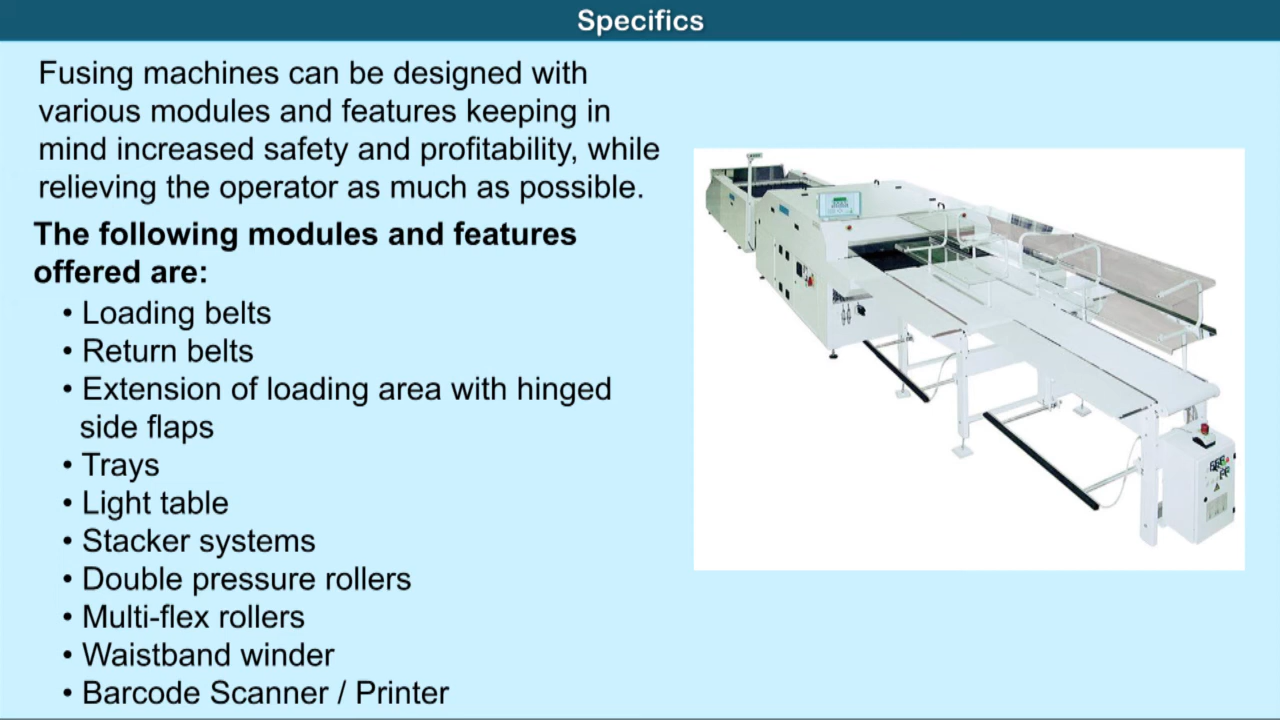 Specifics
Fusing machines can be designed with
various modules and features keeping in
mind increased safety and profitability, while
relieving the operator as much as possible.
The following modules and features
offered are:
• Loading belts
• Return belts
• Extension of loading area with hinged
side flaps
• Trays
• Light table
• Stacker systems
• Double pressure rollers
• Multi-flex rollers
• Waistband winder
• Barcode Scanner / Printer